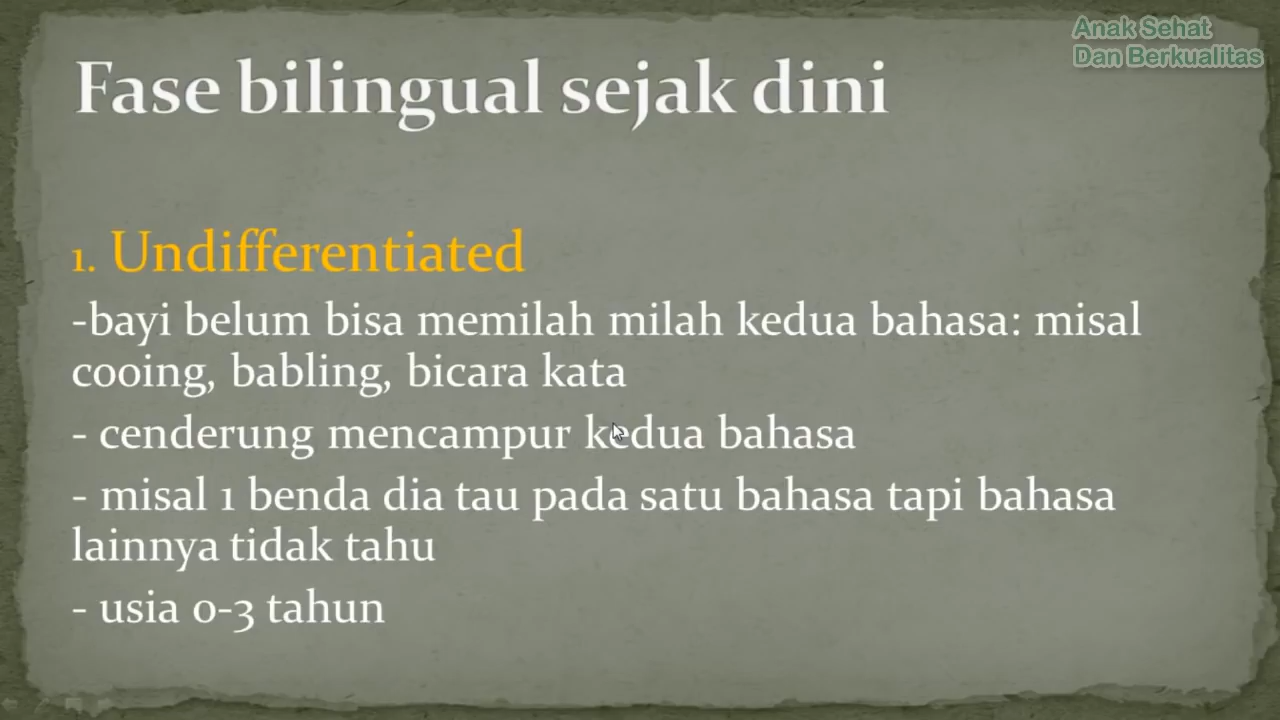 Anak Sehat
Dan Berkualitas
Fase bilingual sejak dini
1. Undifferentiated
-bayi belum bisa memilah milah kedua bahasa: misal
cooing, babling, bicara kata
- cenderung mencampur kedua bahasa
- misal 1 benda dia tau pada satu bahasa tapi bahasa
lainnya tidak tahu
- usia 0-3 tahun